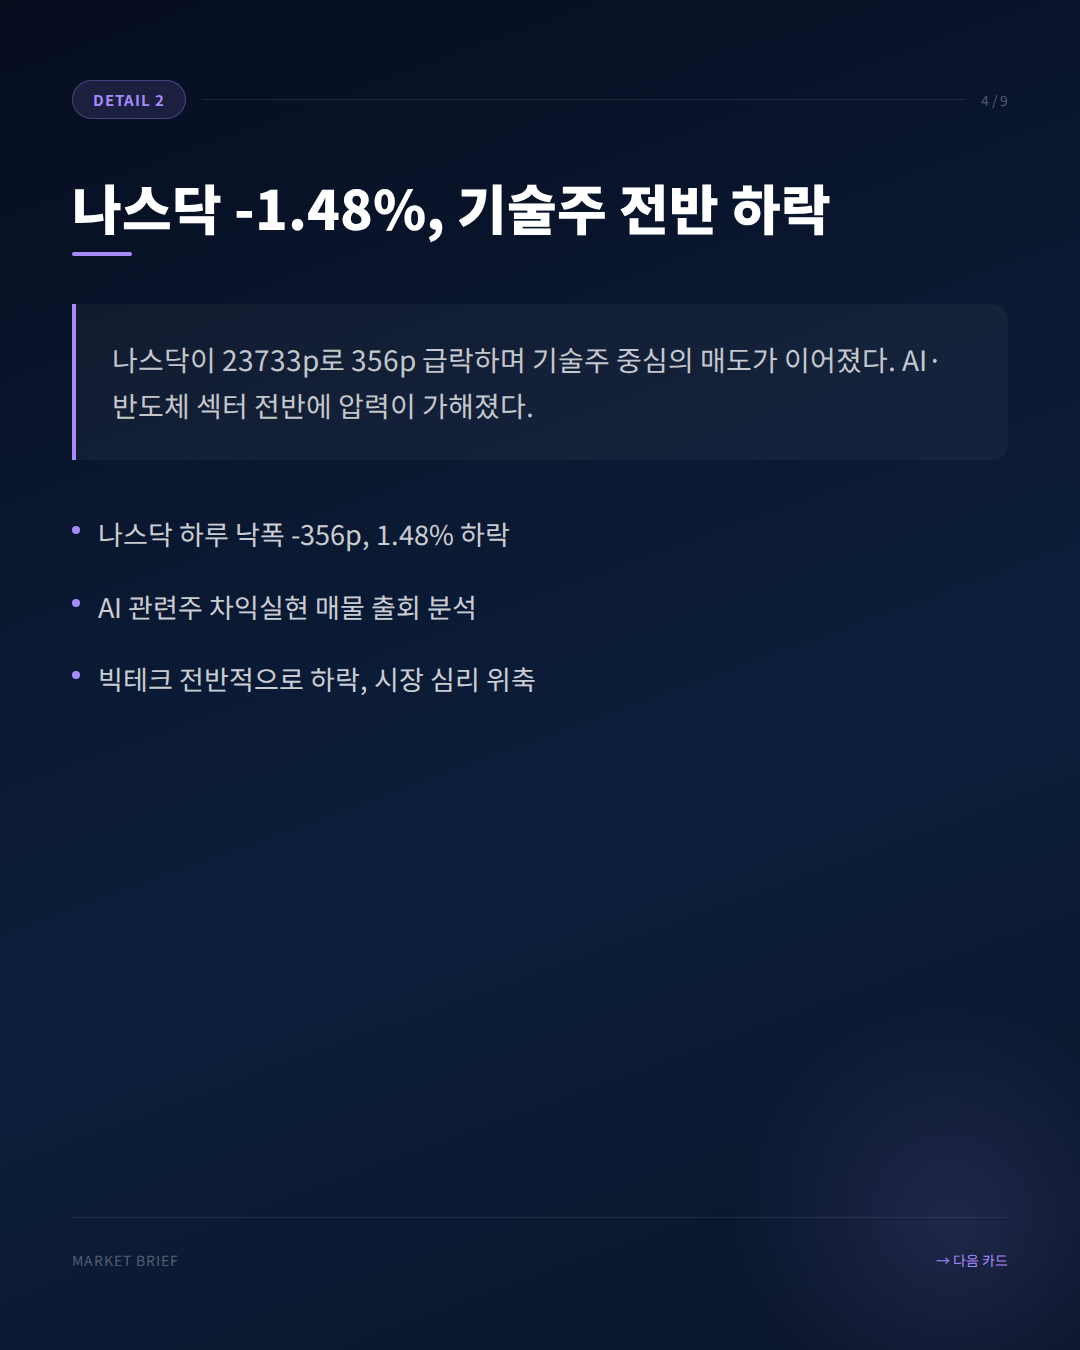 DETAIL 2
4 / 9
나스닥 -1.48%, 기술주 전반 하락
나스닥이 23733p로 356p 급락하며 기술주 중심의 매도가 이어졌다. AI·
반도체 섹터 전반에 압력이 가해졌다.
나스닥 하루 낙폭 -356p, 1.48% 하락
AI 관련주 차익실현 매물 출회 분석
빅테크 전반적으로 하락, 시장 심리 위축
MARKET BRIEF
→ 다음 카드